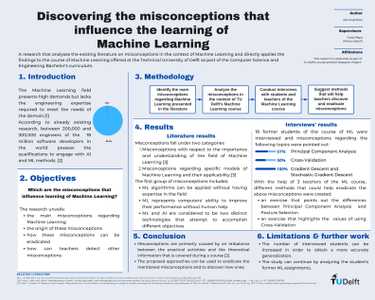 Discovering the misconceptions that
influence the learning of
Machine Learning
A research that analyses the existing literature on misconceptions in the context of Machine Learning and directly applies the
findings to the course of Machine Learning offered at the Technical University of Delft as part of the Computer Science and
Engineering Bachelor's curriculum.
Author
Supervisors
Affiliations
1. Introduction
The Machine Learning field
presents high demands but lacks
the engineering expertise
required to meet the needs of
the domain.[1]
According to already existing
research, between 200,000 and
300,000 engineers of the 18
million software developers in
the world possess the
qualifications to engage with AI
and ML methods. [2]
2. Objectives
Which are the misconceptions that
influence learning of Machine Learning?
The research unveils:
the main misconceptions regarding
Machine Learning
the origin of these misconceptions
how these misconceptions can be
eradicated
how can teachers detect other
misconceptions
3. Methodology
Identify the main
misconceptions
regarding Machine
Learning presented
in the literature
Analyze the
misconceptions in
the context of TU
Delft's Machine
Learning course
Conduct interviews
with students and
teachers of the
Machine Learning
course
Suggest methods
that will help
teachers discover
and eradicate
misconceptions
4. Results
Literature results
Misconceptions fall under two categories:
1. Misconceptions with respect to the importance
and understanding of the field of Machine
Learning [3]
2. Misconceptions regarding specific models of
Machine Learning and their applicability [3]
The first group of misconceptions includes:
ML algorithms can be applied without having
expertise in the field
ML represents computers' ability to improve
their performance without human help
ML and AI are considered to be two distinct
technologies that attempt to accomplish
different objectives
Interviews' results
16 former students of the course of ML were
interviewed and misconceptions regarding the
following topics were pointed out:
Principal Component Analysis
50% Cross-Validation
Gradient Descent and
Stochastic Gradient Descent
With the help of 2 teachers of the ML course,
different methods that could help eradicate the
above misconceptions were created:
an exercise that points out the differences
between Principal Component Analysis and
Feature Selection
an exercise that highlights the values of using
Cross-Validation
5. Conclusion
Misconceptions are primarily caused by an imbalance
between the practical activities and the theoretical
information that is covered during a course [3].
The proposed approaches can be used to eradicate the
mentioned misconceptions and to discover new ones.
6. Limitations & further work
The number of interviewed students can be
increased in order to obtain a more accurate
generalization.
The study can continue by analyzing the students'
former ML assignments.
TUDelft